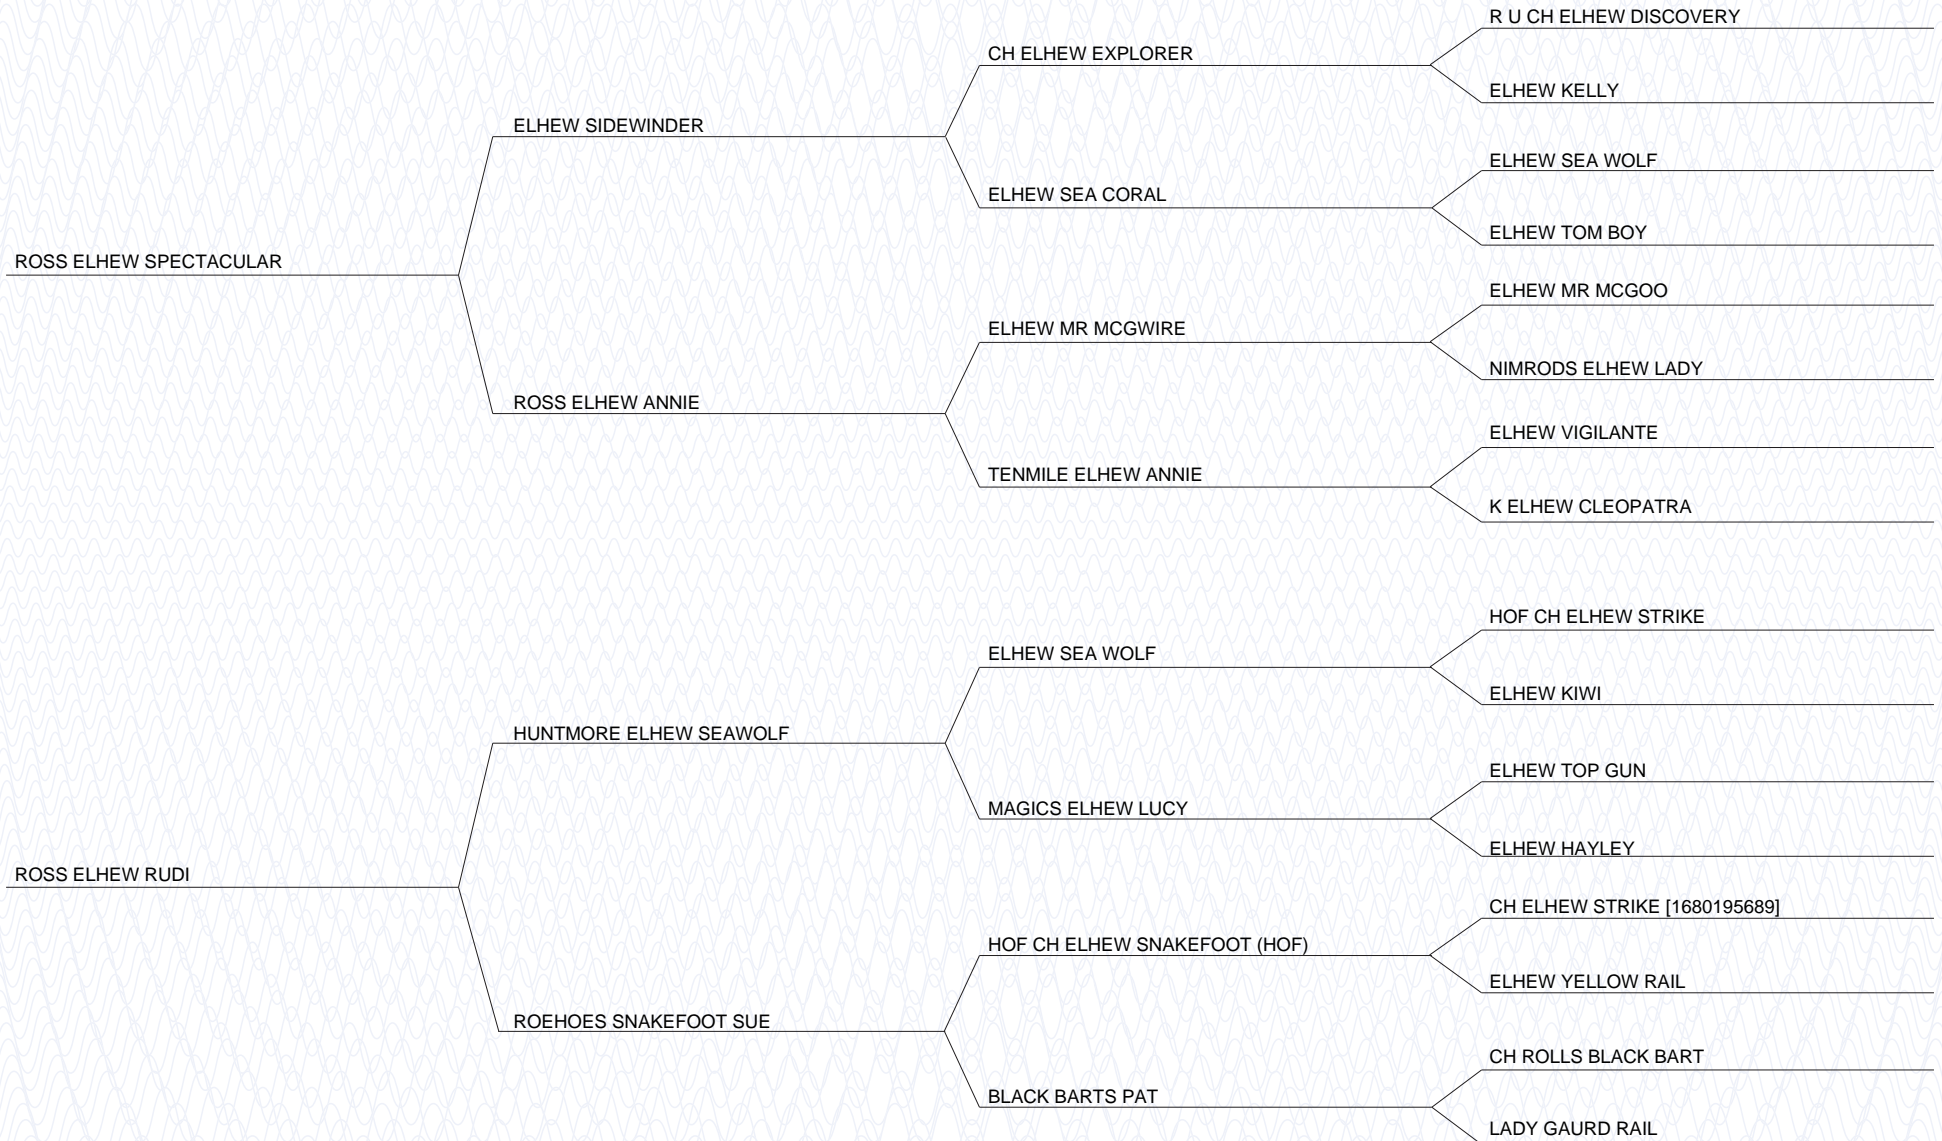 R U CH ELHEW DISCOVERY
CH ELHEW EXPLORER
ELHEW KELLY
ELHEW SIDEWINDER
ELHEW SEA WOLF
ELHEW SEA CORAL
ELHEW TOM BOY
ROSS ELHEW SPECTACULAR
ELHEW MR MCGOO
ELHEW MR MCGWIRE
NIMRODS ELHEW LADY
ROSS ELHEW ANNIE
ELHEW VIGILANTE
TENMILE ELHEW ANNIE
K ELHEW CLEOPATRA
HOF CH ELHEW STRIKE
ELHEW SEA WOLF
ELHEW KIWI
HUNTMORE ELHEW SEAWOLF
ELHEW TOP GUN
MAGICS ELHEW LUCY
ELHEW HAYLEY
ROSS ELHEW RUDI
CH ELHEW STRIKE [1680195689]
HOF CH ELHEW SNAKEFOOT (HOF)
ELHEW YELLOW RAIL
ROEHOES SNAKEFOOT SUE
CH ROLLS BLACK BART
BLACK BARTS PAT
LADY GAURD RAIL